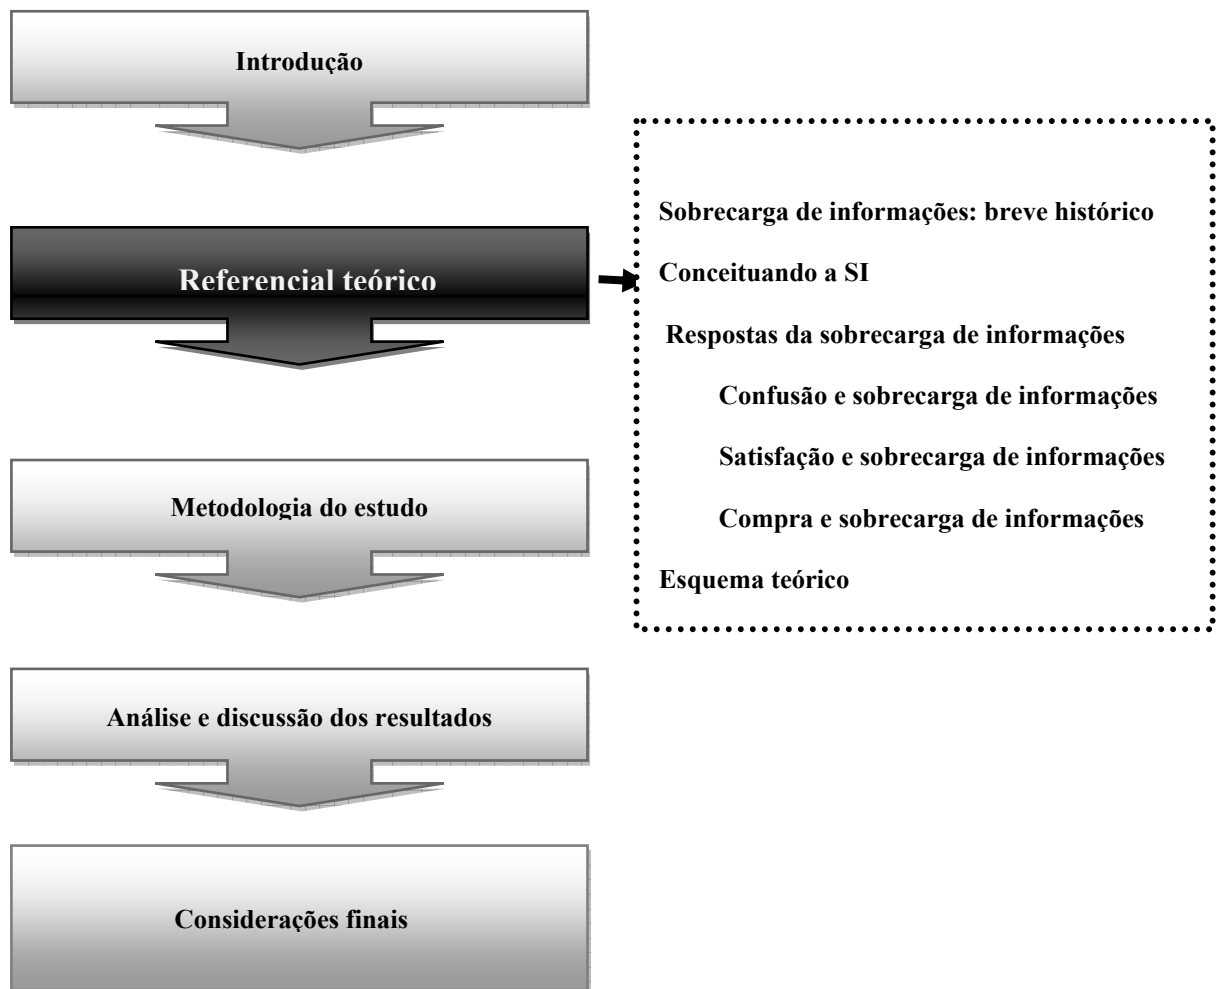 Introdução
Referencial teórico
Sobrecarga de informações: breve histórico
Conceituando a SI
Respostas da sobrecarga de informações
Confusão e sobrecarga de informações
Satisfação e sobrecarga de informações
Compra e sobrecarga de informações
Esquema teórico
Metodologia do estudo
Análise e discussão dos resultados
Considerações finais